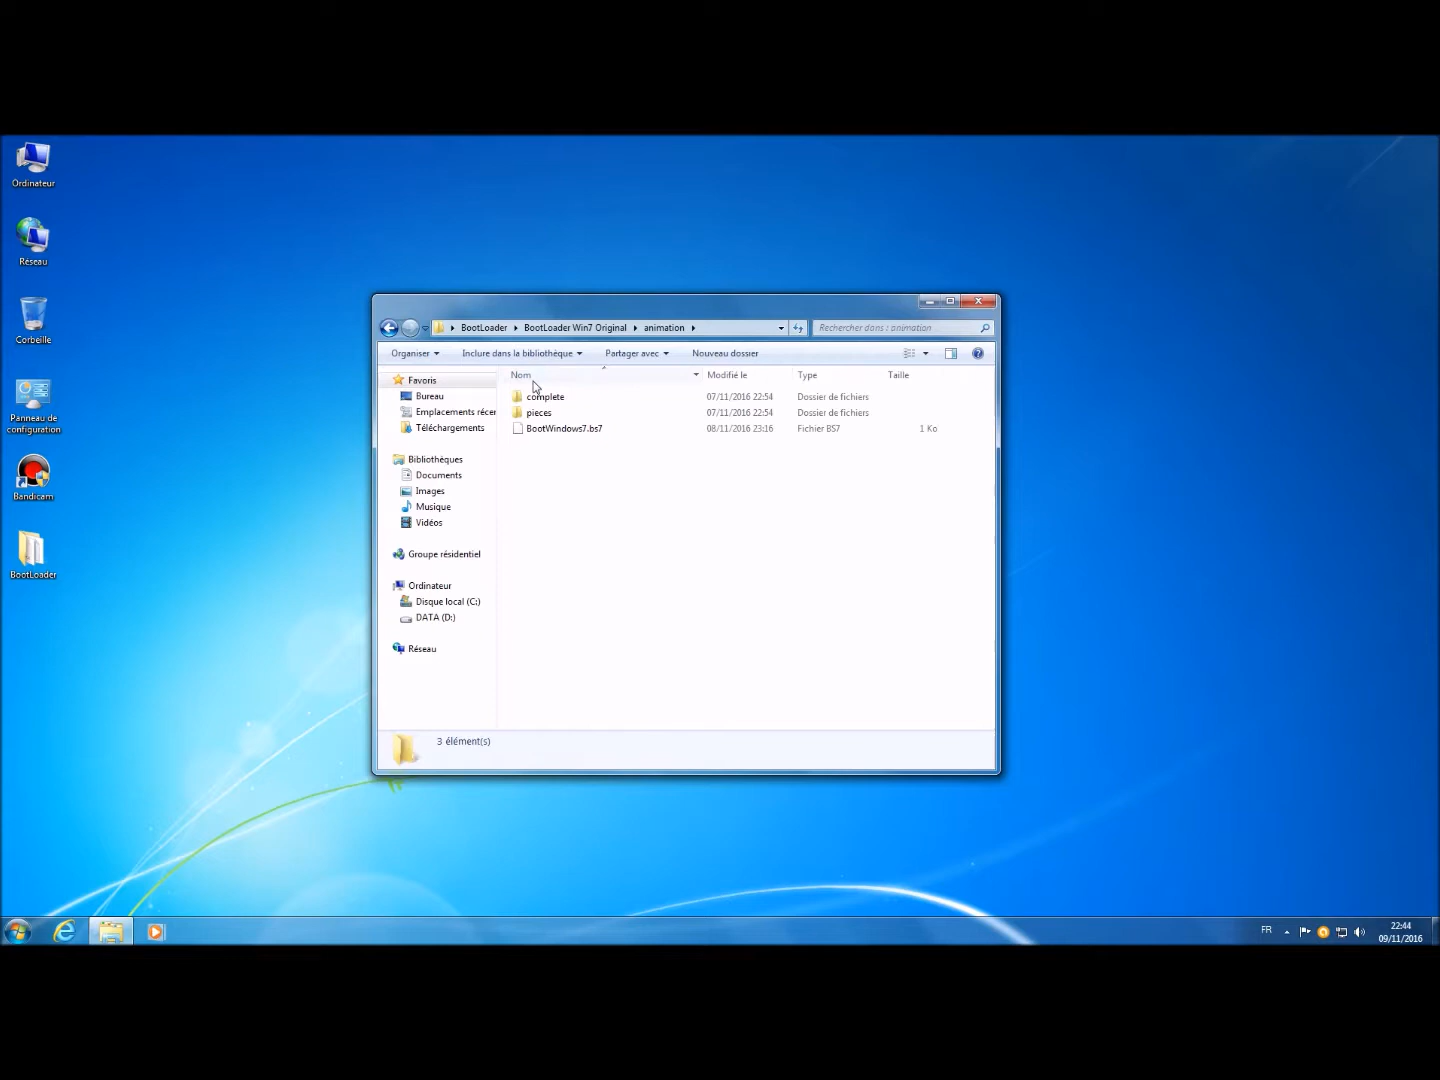 Ordinateur
Réseau
Corbeille
Panneau de
configuration
Bandicam
BootLoader
BootLoader
BootLoader Win7 Original
animation
Rechercher dans : animation
Organiser
Inclure dans la bibliothèque
Partager avec
Nouveau dossier
Favoris
Bureau
Emplacements récer
Téléchargements
Bibliothèques
Documents
Images
Musique
Vidéos
Groupe résidentiel
Ordinateur
Disque local (C:)
DATA (D:)
Réseau
Nom Modifié le Type Taille
complete 07/11/2016 22:54 Dossier de fichiers
pieces 07/11/2016 22:54 Dossier de fichiers
BootWindows7.bs7 08/11/2016 23:16 Fichier BS7 1 Ko
3 élément(s)
FR
22:44
09/11/2016